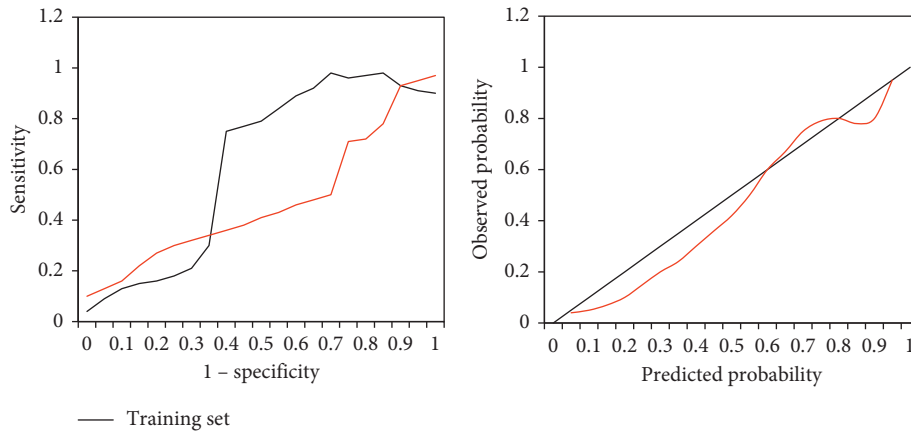 1.2
1
0.8
0.6
0.4
0.2
0
Sensitivity
0 0.1 0.2 0.3 0.4 0.5 0.6 0.7 0.8 0.9 1
1 – specificity
Training set
1.2
1
0.8
0.6
0.4
0.2
0
Observed probability
0 0.1 0.2 0.3 0.4 0.5 0.6 0.7 0.8 0.9 1
Predicted probability